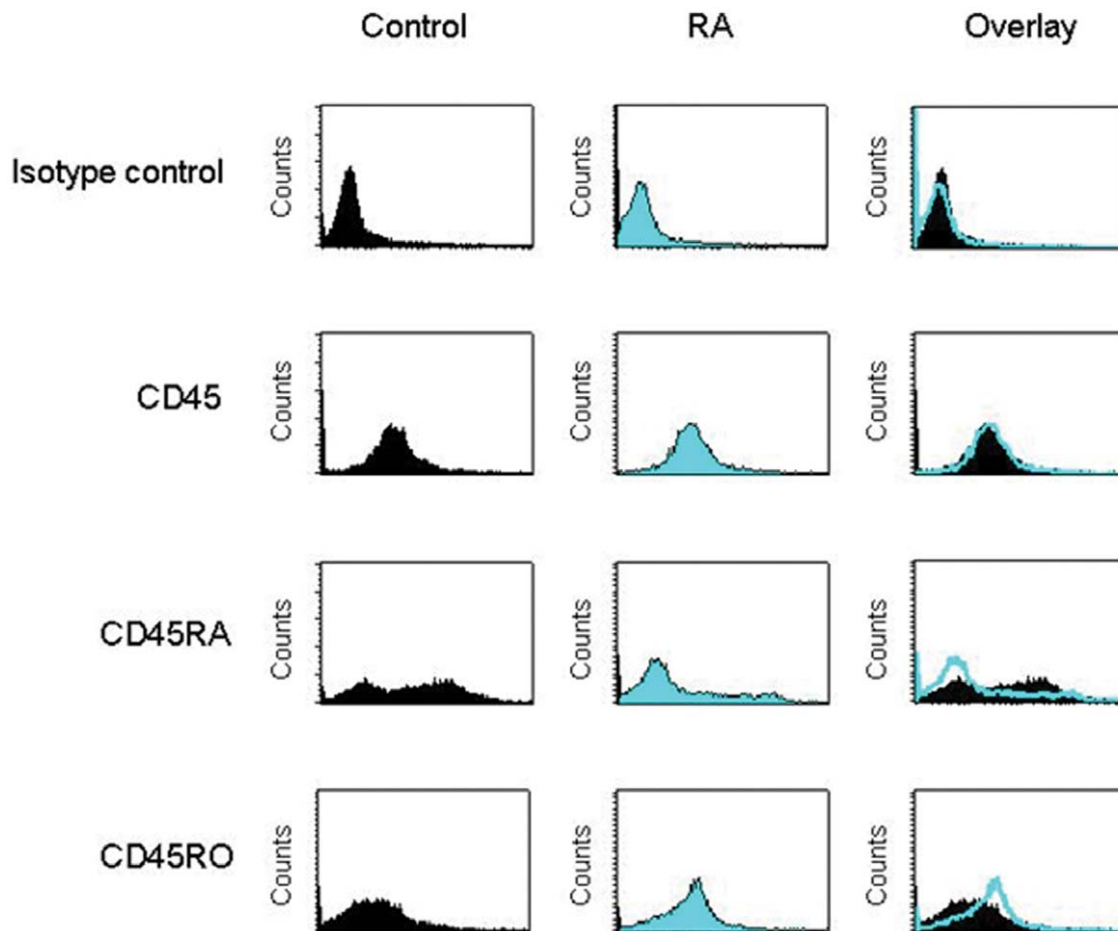 Control RA Overlay
Isotype control Counts Counts Counts
CD45 Counts Counts Counts
CD45RA Counts Counts Counts
CD45RO Counts Counts Counts